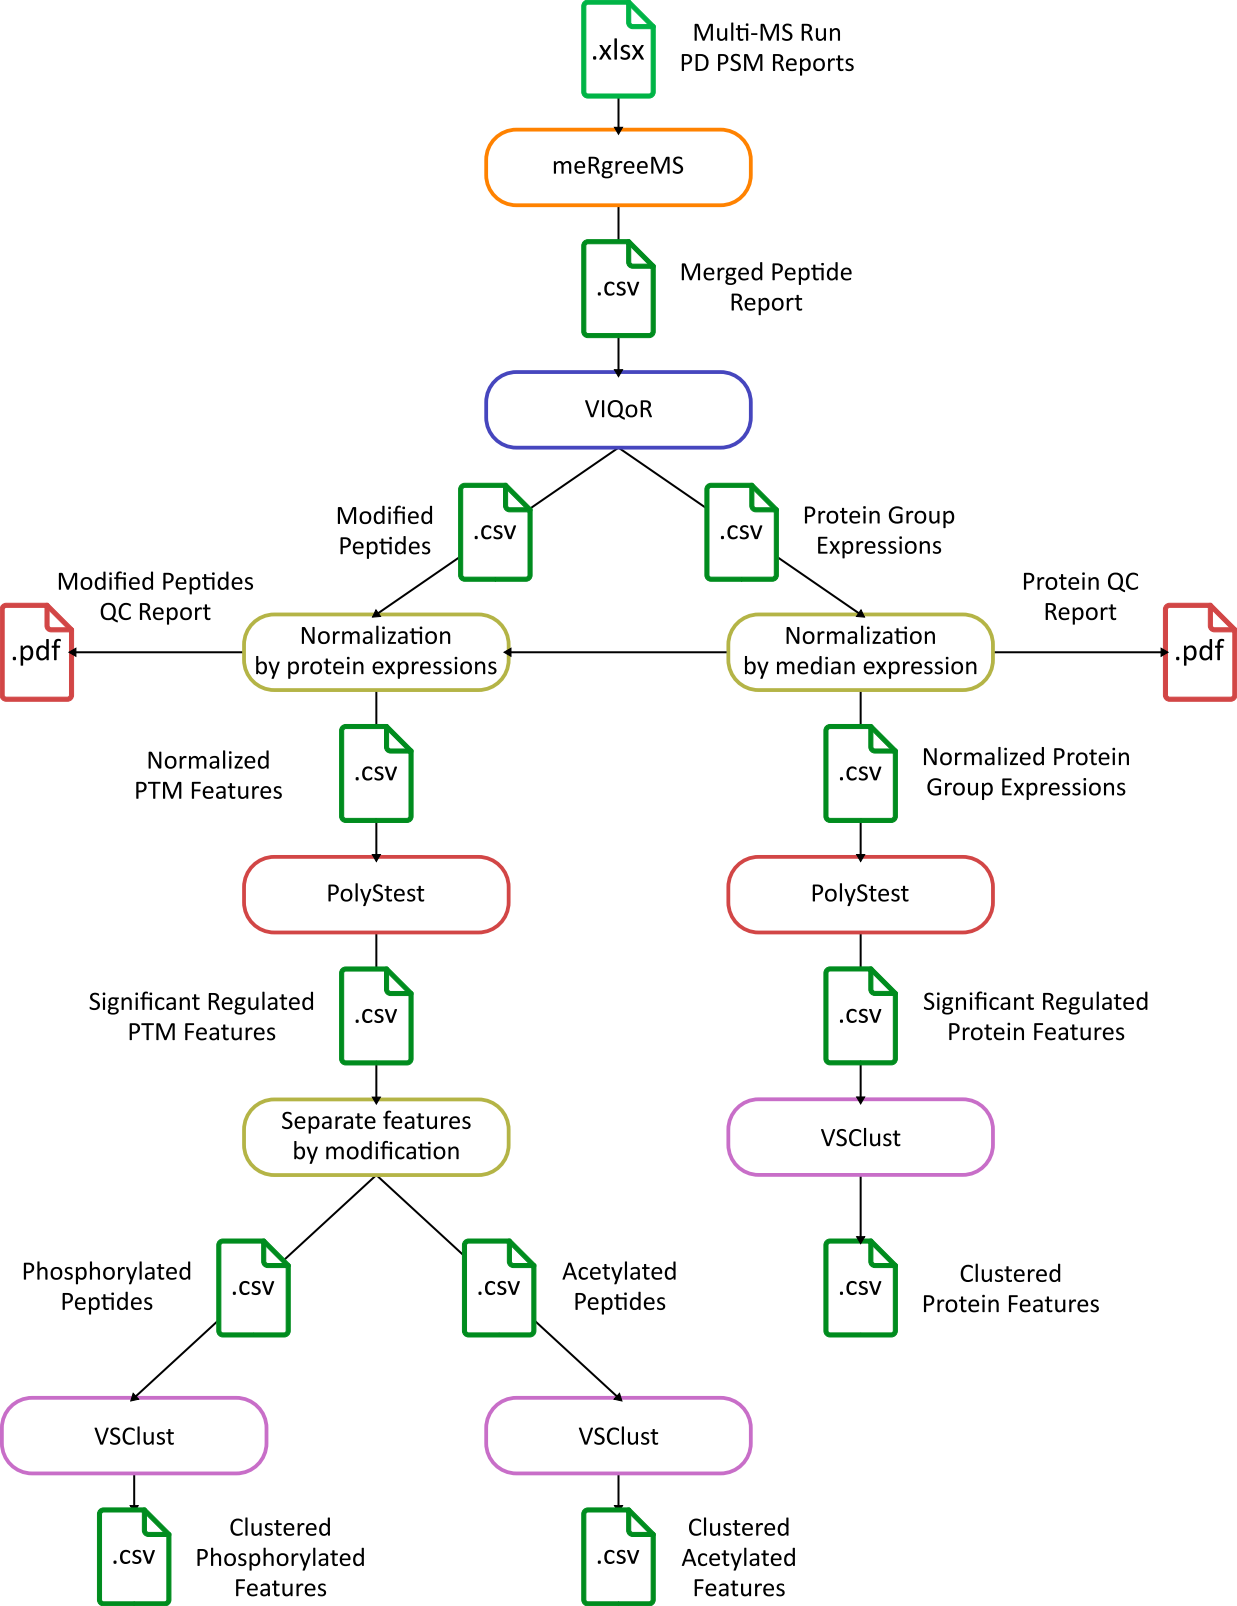 .xlsx
Multi-MS Run
PD PSM Reports
meRgreeMS
.csv
Merged Peptide
Report
VIQoR
Modified
Peptides
.csv
.csv
Protein Group
Expressions
Modified Peptides
QC Report
.pdf
Normalization
by protein expressions
Normalization
by median expression
Protein QC
Report
.pdf
Normalized
PTM Features
.csv
.csv
Normalized Protein
Group Expressions
PolyStest
PolyStest
Significant Regulated
PTM Features
.csv
.csv
Significant Regulated
Protein Features
Separate features
by modification
VSClust
Phosphorylated
Peptides
.csv
.csv
Acetylated
Peptides
.csv
Clustered
Protein Features
VSClust
VSClust
.csv
Clustered
Phosphorylated
Features
.csv
Clustered
Acetylated
Features